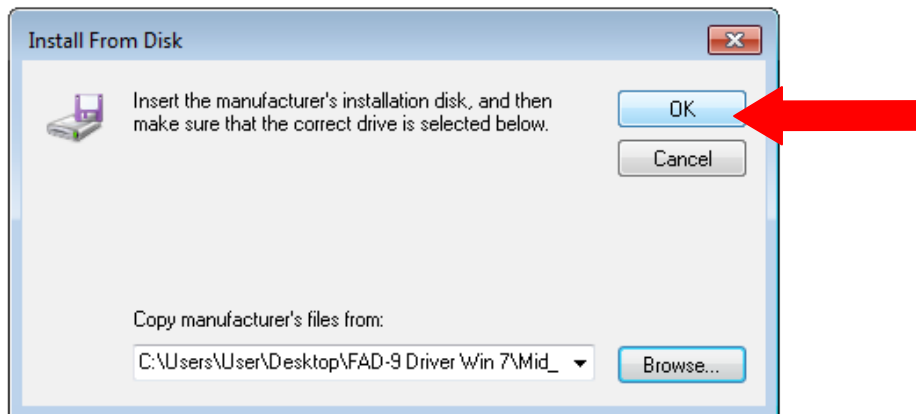 Install From Disk
Insert the manufacturer's installation disk, and then
make sure that the correct drive is selected below.
OK
Cancel
Copy manufacturer's files from:
C:\Users\User\Desktop\FAD-9 Driver Win 7\Mid_
Browse...